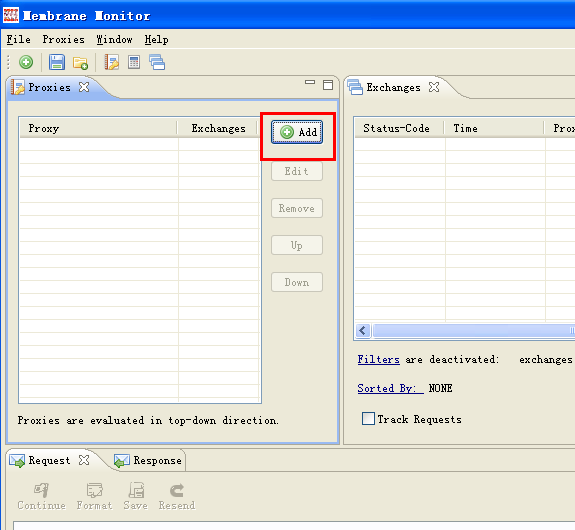 Membrane Monitor
File Proxies Window Help
Proxies
Proxy Exchanges
Add
Edit
Remove
Up
Down
Proxies are evaluated in top-down direction.
Exchanges
Status-Code Time
Filters are deactivated: exchanges
Sorted By: NONE
Track Requests
Request Response
Continue Format Save Resend